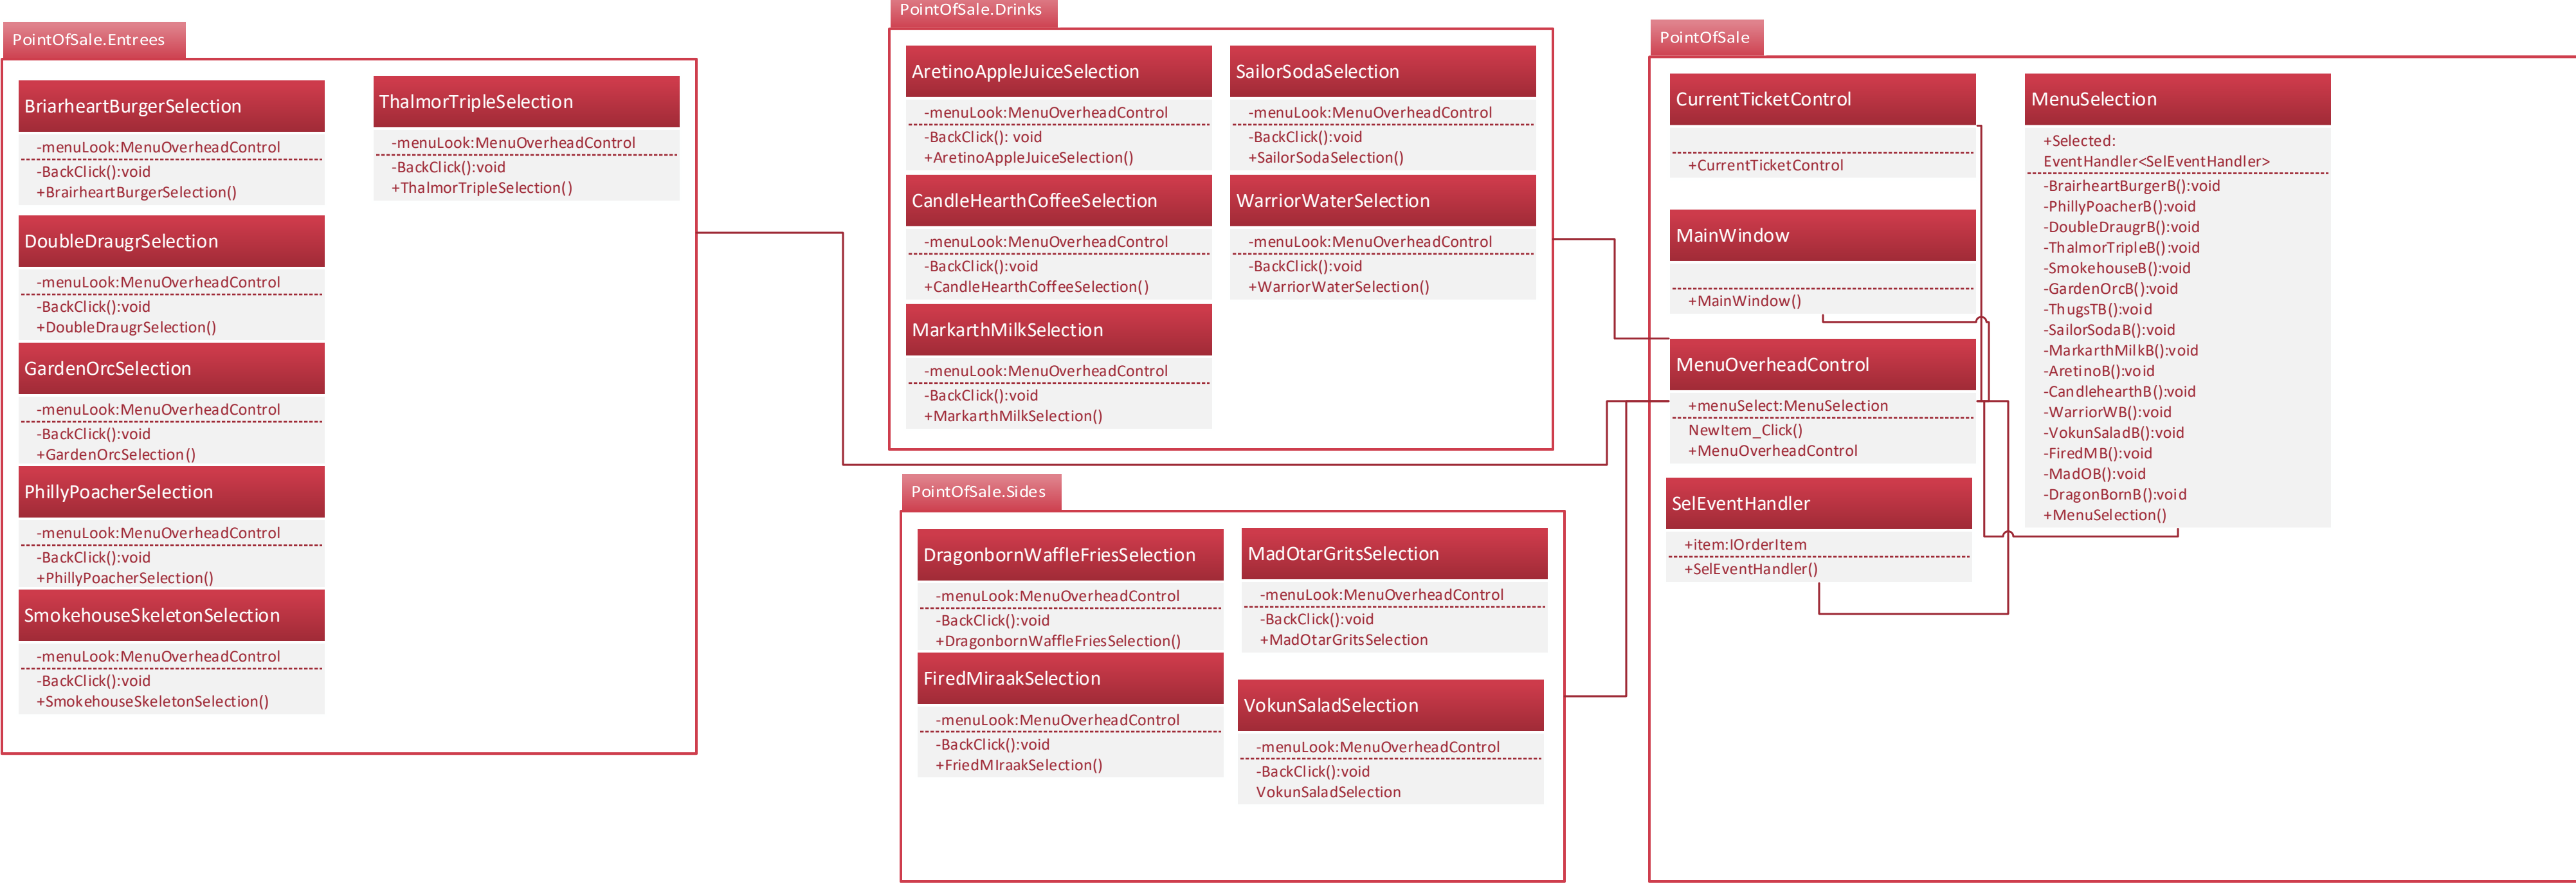 PointOfSale.Entrees
BriarheartBurgerSelection
-menuLook:MenuOverheadControl
-BackClick():void
+BrairheartBurgerSelection()
DoubleDraugrSelection
-menuLook:MenuOverheadControl
-BackClick():void
+DoubleDraugrSelection()
GardenOrcSelection
-menuLook:MenuOverheadControl
-BackClick():void
+GardenOrcSelection()
PhillyPoacherSelection
-menuLook:MenuOverheadControl
-BackClick():void
+PhillyPoacherSelection()
SmokehouseSkeletonSelection
-menuLook:MenuOverheadControl
-BackClick():void
+SmokehouseSkeletonSelection()
ThalmorTripleSelection
-menuLook:MenuOverheadControl
-BackClick():void
+ThalmorTripleSelection()
PointOfSale.Drinks
AretinoAppleJuiceSelection
-menuLook:MenuOverheadControl
-BackClick(): void
+AretinoAppleJuiceSelection()
CandleHearthCoffeeSelection
-menuLook:MenuOverheadControl
-BackClick():void
+CandleHearthCoffeeSelection()
MarkarthMilkSelection
-menuLook:MenuOverheadControl
-BackClick():void
+MarkarthMilkSelection()
SailorSodaSelection
-menuLook:MenuOverheadControl
-BackClick():void
+SailorSodaSelection()
WarriorWaterSelection
-menuLook:MenuOverheadControl
-BackClick():void
+WarriorWaterSelection()
PointOfSale.Sides
DragonbornWaffleFriesSelection
-menuLook:MenuOverheadControl
-BackClick():void
+DragonbornWaffleFriesSelection()
FiredMiraakSelection
-menuLook:MenuOverheadControl
-BackClick():void
+FriedMIraakSelection()
MadOtarGritsSelection
-menuLook:MenuOverheadControl
-BackClick():void
+MadOtarGritsSelection
VokunSaladSelection
-menuLook:MenuOverheadControl
-BackClick():void
VokunSaladSelection
PointOfSale
CurrentTicketControl
+CurrentTicketControl
MainWindow
+MainWindow()
MenuOverheadControl
+menuSelect:MenuSelection
NewItem_Click()
+MenuOverheadControl
SelEventHandler
+item:IOrderItem
+SelEventHandler()
MenuSelection
+Selected:
EventHandler<SelEventHandler>
-BrairheartBurgerB():void
-PhillyPoacherB():void
-DoubleDraugrB():void
-ThalmorTripleB():void
-SmokehouseB():void
-GardenOrcB():void
-ThugsTB():void
-SailorSodaB():void
-MarkarthMilkB():void
-AretinoB():void
-CandlehearthB():void
-WarriorWB():void
-VokunSaladB():void
-FiredMB():void
-MadOB():void
-DragonBornB():void
+MenuSelection()